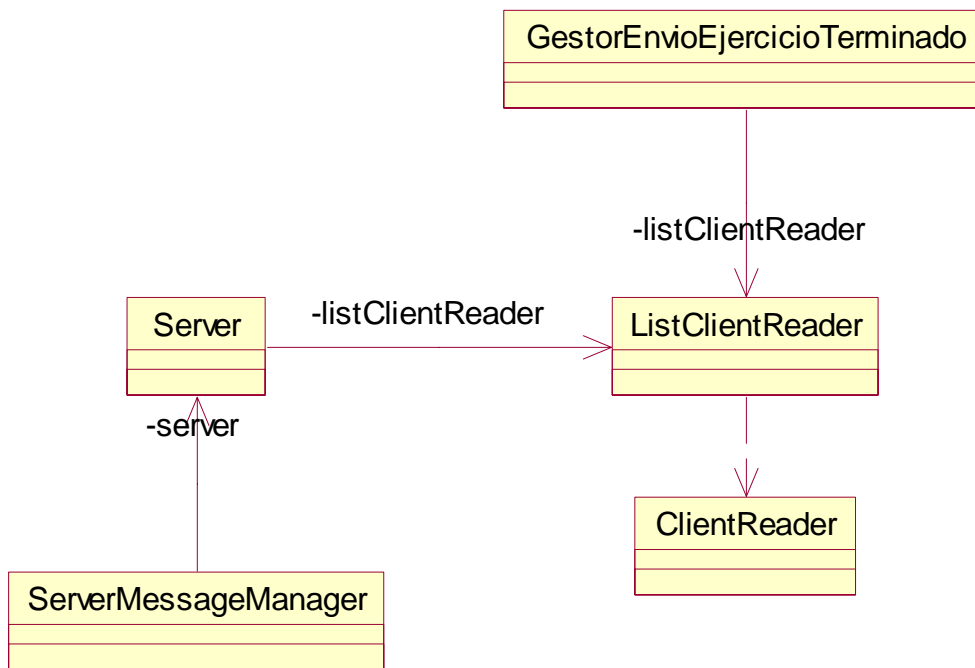 GestorEnvioEjercicioTerminado
-listClientReader
Server
-listClientReader
ListClientReader
-server
ClientReader
ServerMessageManager